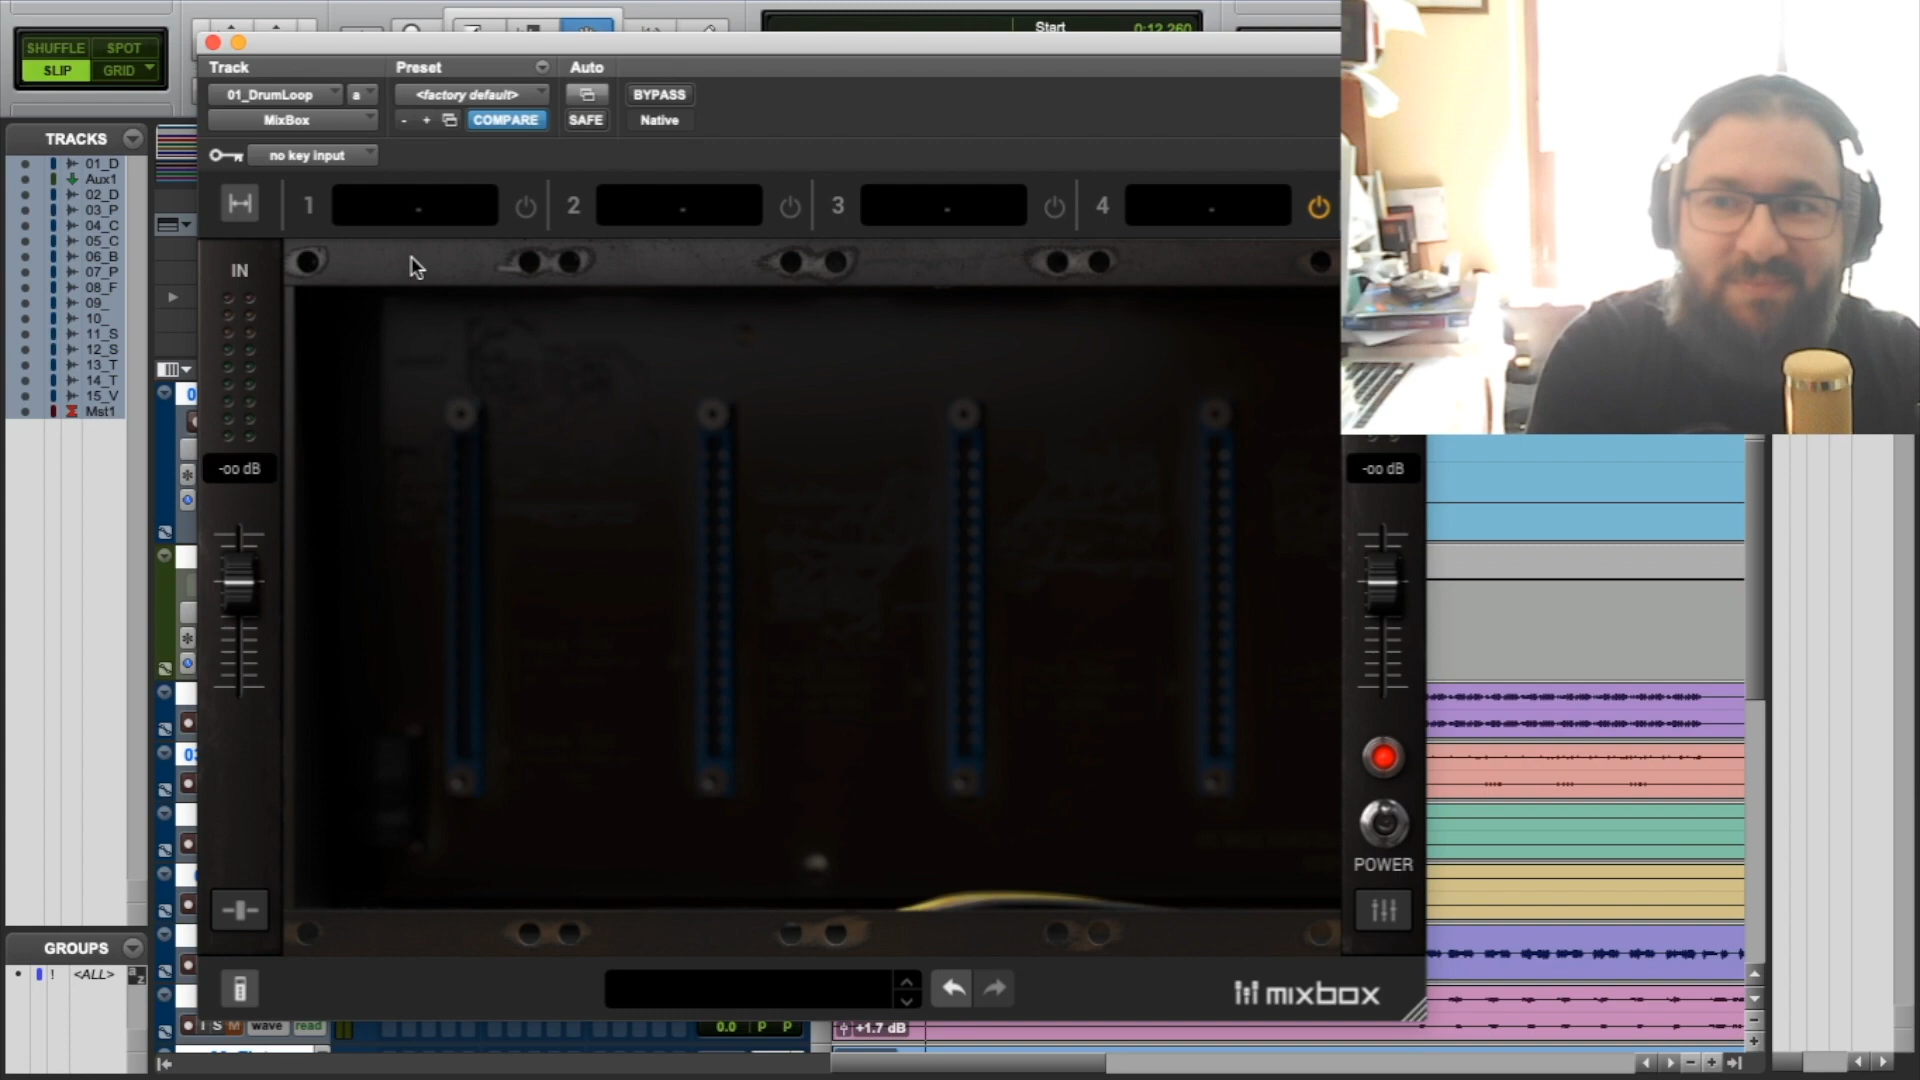 SHUFFLE SPOT
SLIP GRID
Start 0:12.260
Track Preset Auto
01_DrumLoop a <factory default> BYPASS
MixBox - + COMPARE SAFE Native
no key input
TRACKS
01_D
Aux1
02_D
03_P
04_C
05_C
06_B
07_P
08_F
09_
10_
11_S
12_S
13_T
14_T
15_V
Mst1
1 - 2 - 3 - 4 -
IN
-oo dB
-oo dB
POWER
GROUPS
! <ALL> a z
mixbox
I S M wave read
0.0 P P
+1.7 dB